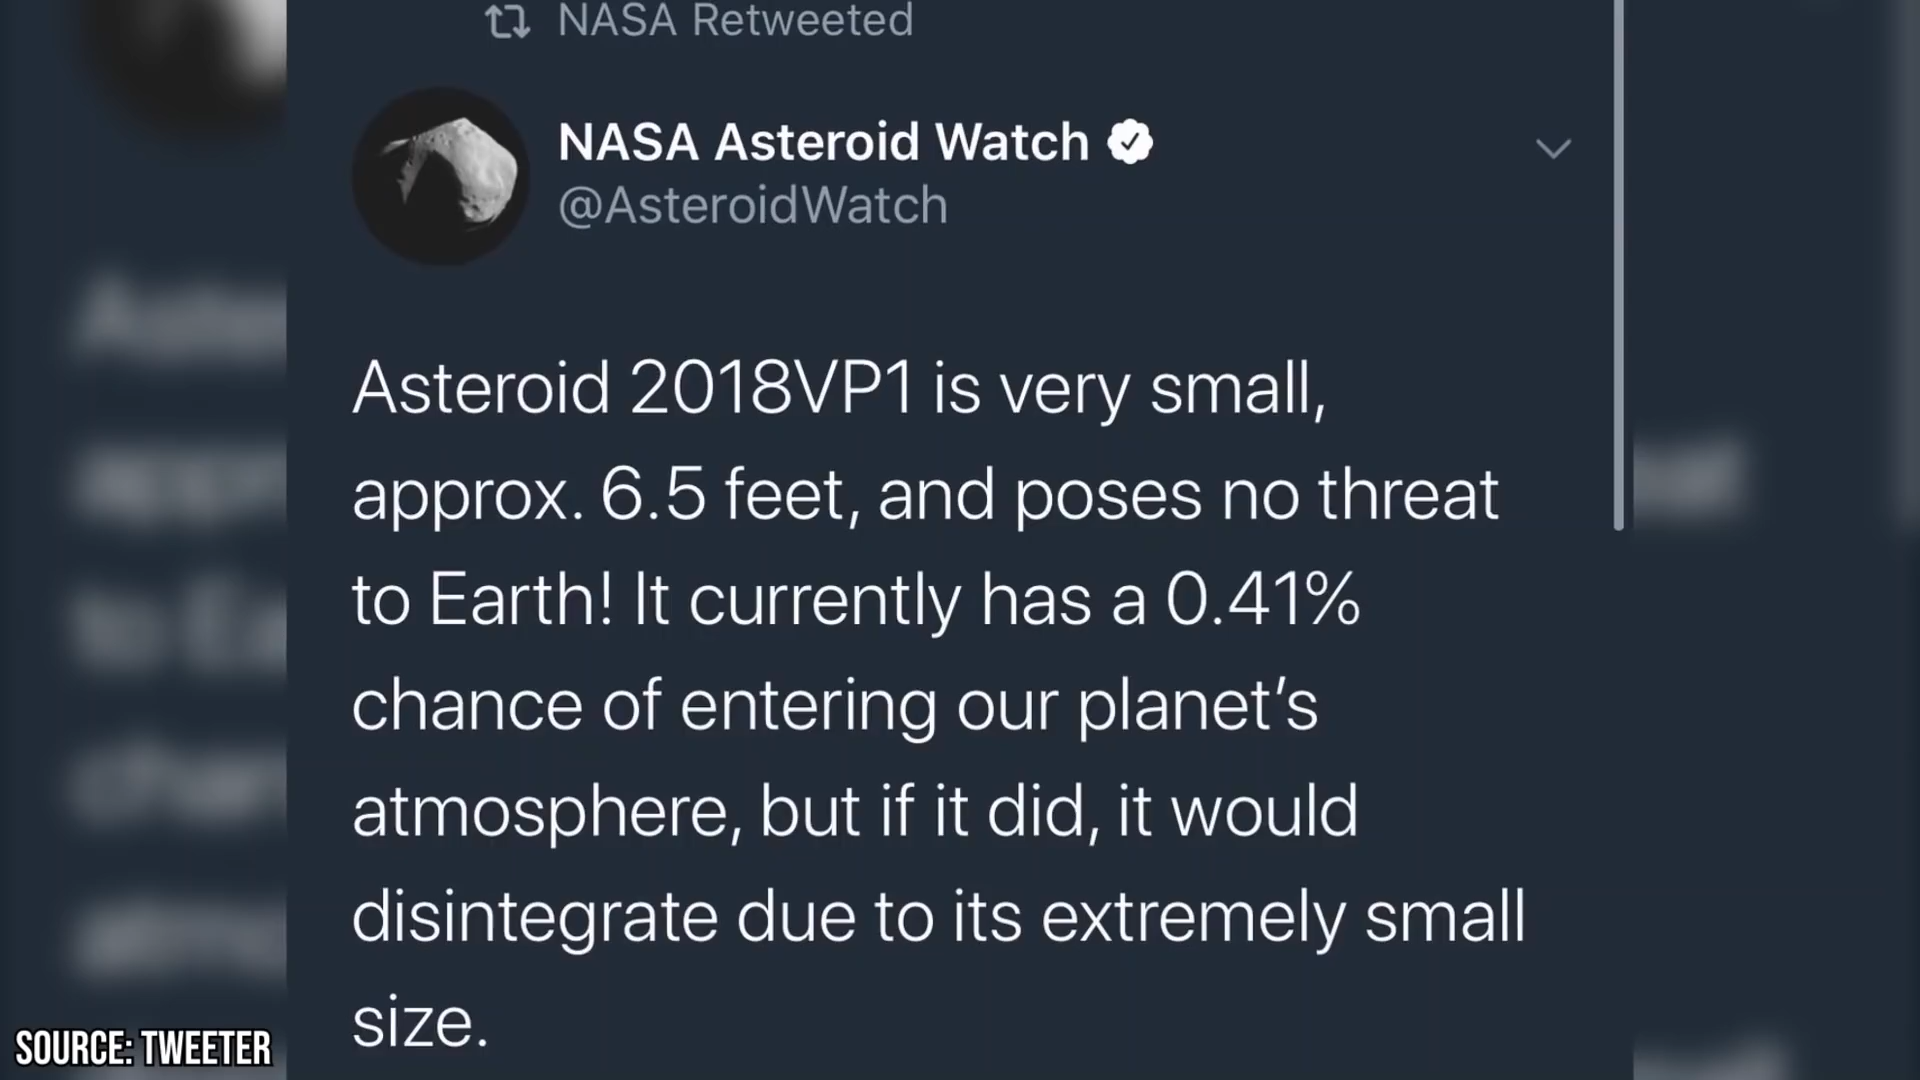 NASA Retweeted
NASA Asteroid Watch
@AsteroidWatch
Asteroid 2018VP1 is very small,
approx. 6.5 feet, and poses no threat
to Earth! It currently has a 0.41%
chance of entering our planet’s
atmosphere, but if it did, it would
disintegrate due to its extremely small
size.
SOURCE: TWEETER